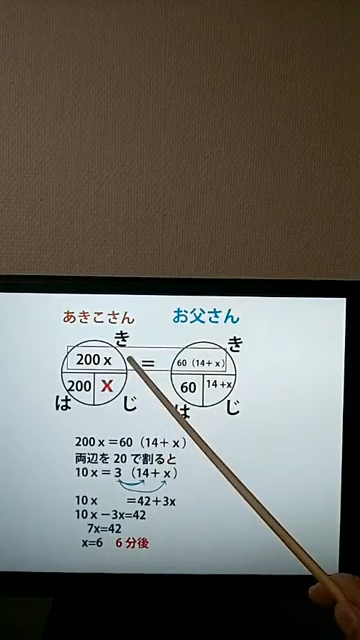 あきこさん
お父さん
き
き
200 x
=
60（14＋x）
200
X
60
14+x
は
じ
は
じ
200 x =60（14＋x）
両辺を 20 で割ると
10 x = 3（14＋x）
10 x =42+3x
10 x −3x=42
7x=42
x=6 6 分後